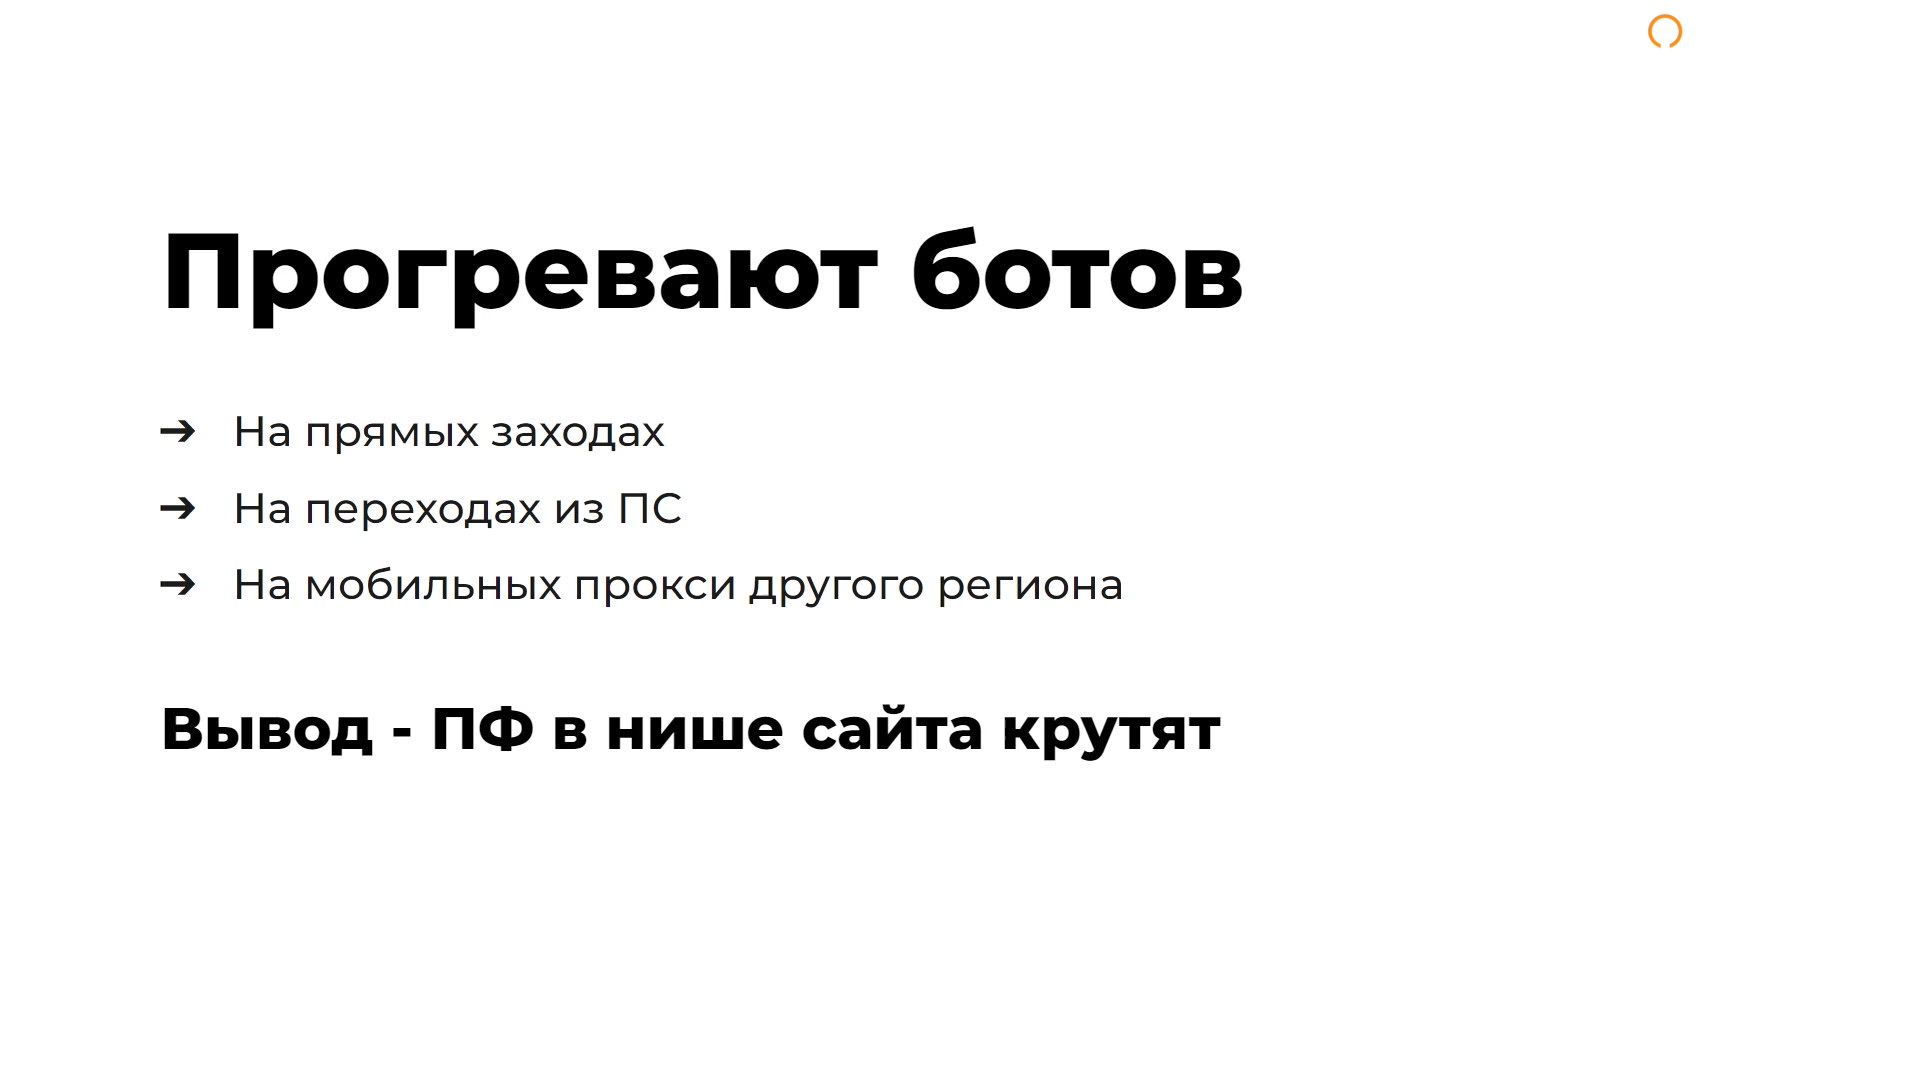 Прогревают ботов
➔ На прямых заходах
➔ На переходах из ПС
➔ На мобильных прокси другого региона
Вывод - ПФ в нише сайта крутят